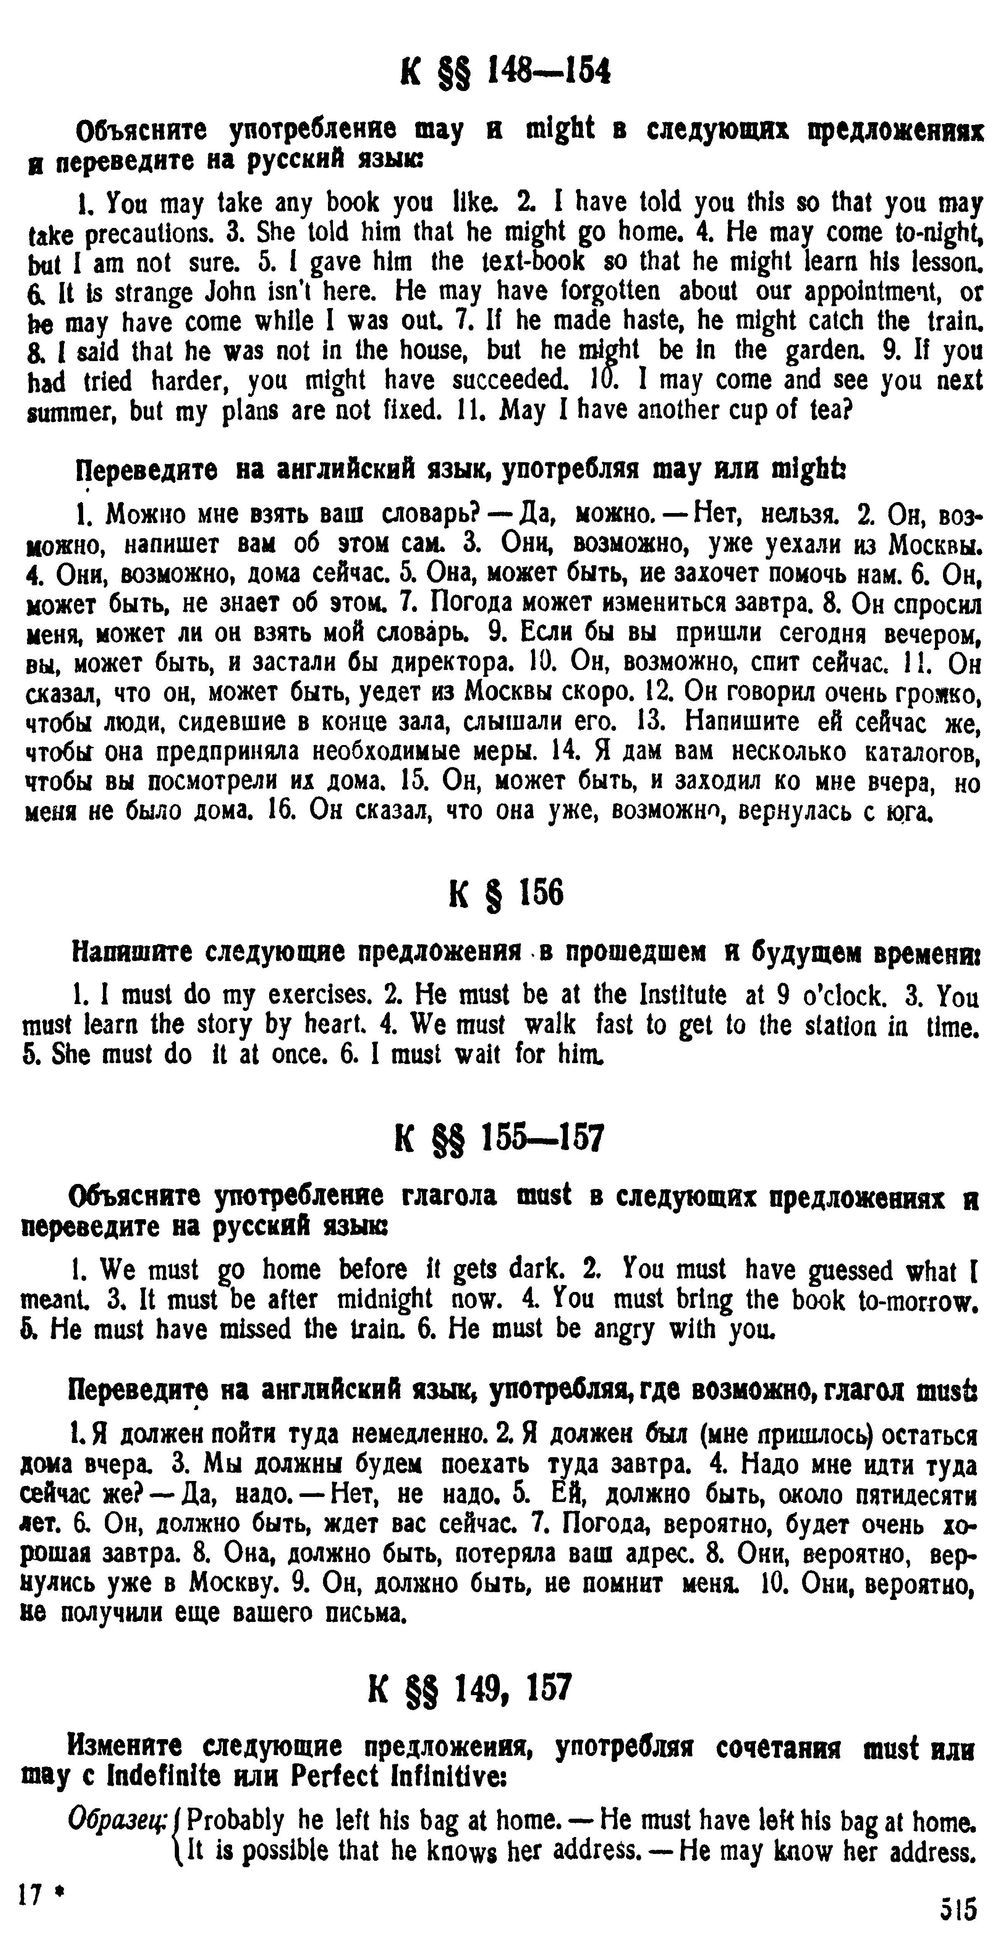 К §§ 148—154
Объясните употребление may и might в следующих предложениях
и переведите на русский язык:
1. You may take any book you like. 2. I have told you this so that you may
take precautions. 3. She told him that he might go home. 4. He may come to-night,
but I am not sure. 5. I gave him the text-book so that he might learn his lesson.
6. It is strange John isn't here. He may have forgotten about our appointment, or
he may have come while I was out. 7. If he made haste, he might catch the train.
8. I said that he was not in the house, but he might be in the garden. 9. If you
had tried harder, you might have succeeded. 10. I may come and see you next
summer, but my plans are not fixed. 11. May I have another cup of tea?
Переведите на английский язык, употребляя may или might:
1. Можно мне взять ваш словарь? — Да, можно. — Нет, нельзя. 2. Он, воз-
можно, напишет вам об этом сам. 3. Они, возможно, уже уехали из Москвы.
4. Они, возможно, дома сейчас. 5. Она, может быть, не захочет помочь нам. 6. Он,
может быть, не знает об этом. 7. Погода может измениться завтра. 8. Он спросил
меня, может ли он взять мой словарь. 9. Если бы вы пришли сегодня вечером,
вы, может быть, и застали бы директора. 10. Он, возможно, спит сейчас. 11. Он
сказал, что он, может быть, уедет из Москвы скоро. 12. Он говорил очень громко,
чтобы люди, сидевшие в конце зала, слышали его. 13. Напишите ей сейчас же,
чтобы она предприняла необходимые меры. 14. Я дам вам несколько каталогов,
чтобы вы посмотрели их дома. 15. Он, может быть, и заходил ко мне вчера, но
меня не было дома. 16. Он сказал, что она уже, возможно, вернулась с юга.
К § 156
Напишите следующие предложения в прошедшем и будущем времени:
1. I must do my exercises. 2. He must be at the Institute at 9 o'clock. 3. You
must learn the story by heart. 4. We must walk fast to get to the station in time.
5. She must do it at once. 6. I must wait for him.
К §§ 155—157
Объясните употребление глагола must в следующих предложениях и
переведите на русский язык:
1. We must go home before it gets dark. 2. You must have guessed what I
meant. 3. It must be after midnight now. 4. You must bring the book to-morrow.
5. He must have missed the train. 6. He must be angry with you.
Переведите на английский язык, употребляя, где возможно, глагол must:
1. Я должен пойти туда немедленно. 2. Я должен был (мне пришлось) остаться
дома вчера. 3. Мы должны будем поехать туда завтра. 4. Надо мне идти туда
сейчас же? — Да, надо. — Нет, не надо. 5. Ей, должно быть, около пятидесяти
лет. 6. Он, должно быть, ждет вас сейчас. 7. Погода, вероятно, будет очень хо-
рошая завтра. 8. Она, должно быть, потеряла ваш адрес. 8. Они, вероятно, вер-
нулись уже в Москву. 9. Он, должно быть, не помнит меня. 10. Они, вероятно,
не получили еще вашего письма.
К §§ 149, 157
Измените следующие предложения, употребляя сочетания must или
may с Indefinite или Perfect Infinitive:
Образец: { Probably he left his bag at home. — He must have left his bag at home.
It is possible that he knows her address. — He may know her address.
17 *
515